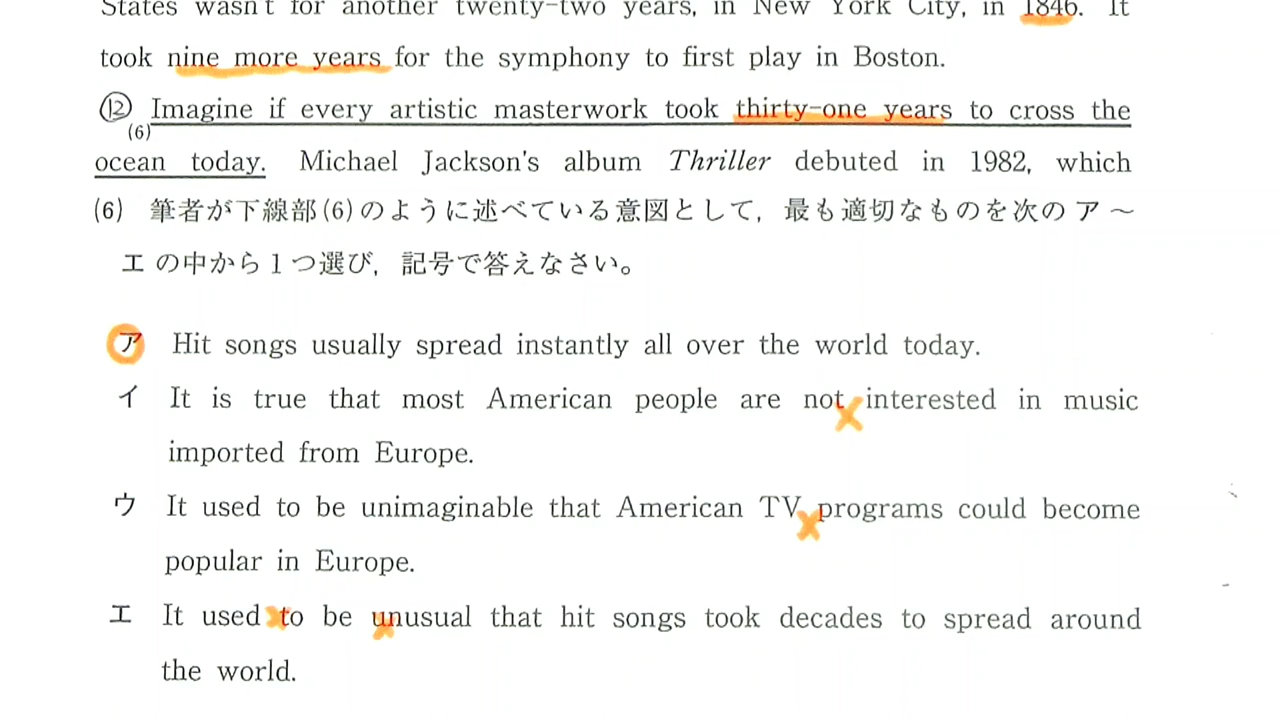 States wasn't for another twenty-two years, in New York City, in 1846. It
took nine more years for the symphony to first play in Boston.
⑫ Imagine if every artistic masterwork took thirty-one years to cross the
(6)
ocean today. Michael Jackson's album Thriller debuted in 1982, which
(6) 筆者が下線部(6)のように述べている意図として，最も適切なものを次のア～
エの中から1つ選び，記号で答えなさい。
ア Hit songs usually spread instantly all over the world today.
イ It is true that most American people are not interested in music
imported from Europe.
ウ It used to be unimaginable that American TV programs could become
popular in Europe.
エ It used to be unusual that hit songs took decades to spread around
the world.